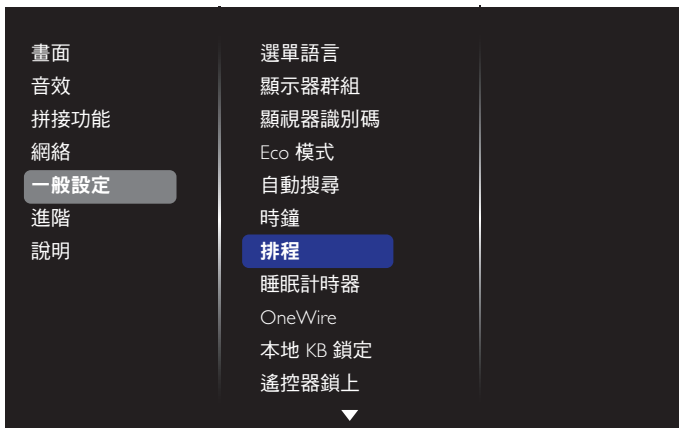 畫面
音效
拼接功能
網絡
一般設定
進階
說明
選單語言
顯示器群組
顯視器識別碼
Eco 模式
自動搜尋
時鐘
排程
睡眠計時器
OneWire
本地 KB 鎖定
遙控器鎖上